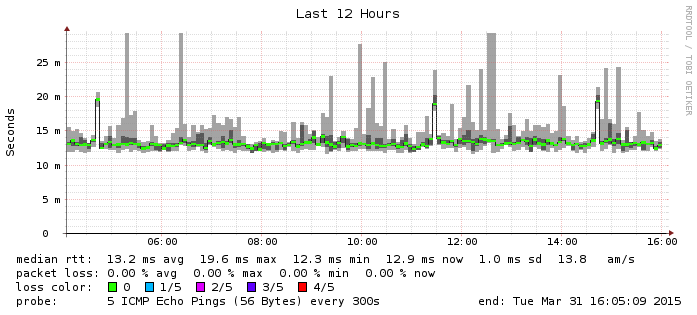 Last 12 Hours
RRDTOOL / TOBI OETIKER
Seconds
25 m
20 m
15 m
10 m
5 m
0
06:00 08:00 10:00 12:00 14:00 16:00
median rtt: 13.2 ms avg 19.6 ms max 12.3 ms min 12.9 ms now 1.0 ms sd 13.8 am/s
packet loss: 0.00 % avg 0.00 % max 0.00 % min 0.00 % now
loss color: 0 1/5 2/5 3/5 4/5
probe: 5 ICMP Echo Pings (56 Bytes) every 300s end: Tue Mar 31 16:05:09 2015